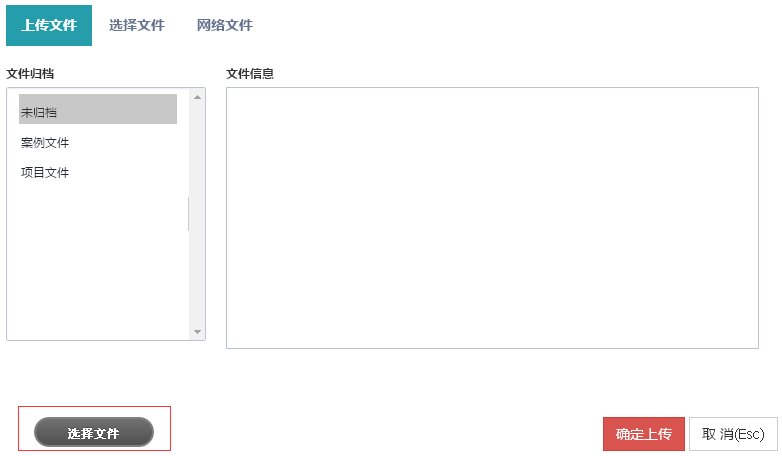 上传文件 选择文件 网络文件
文件归档 文件信息
未归档
案例文件
项目文件
选择文件 确定上传 取 消(Esc)